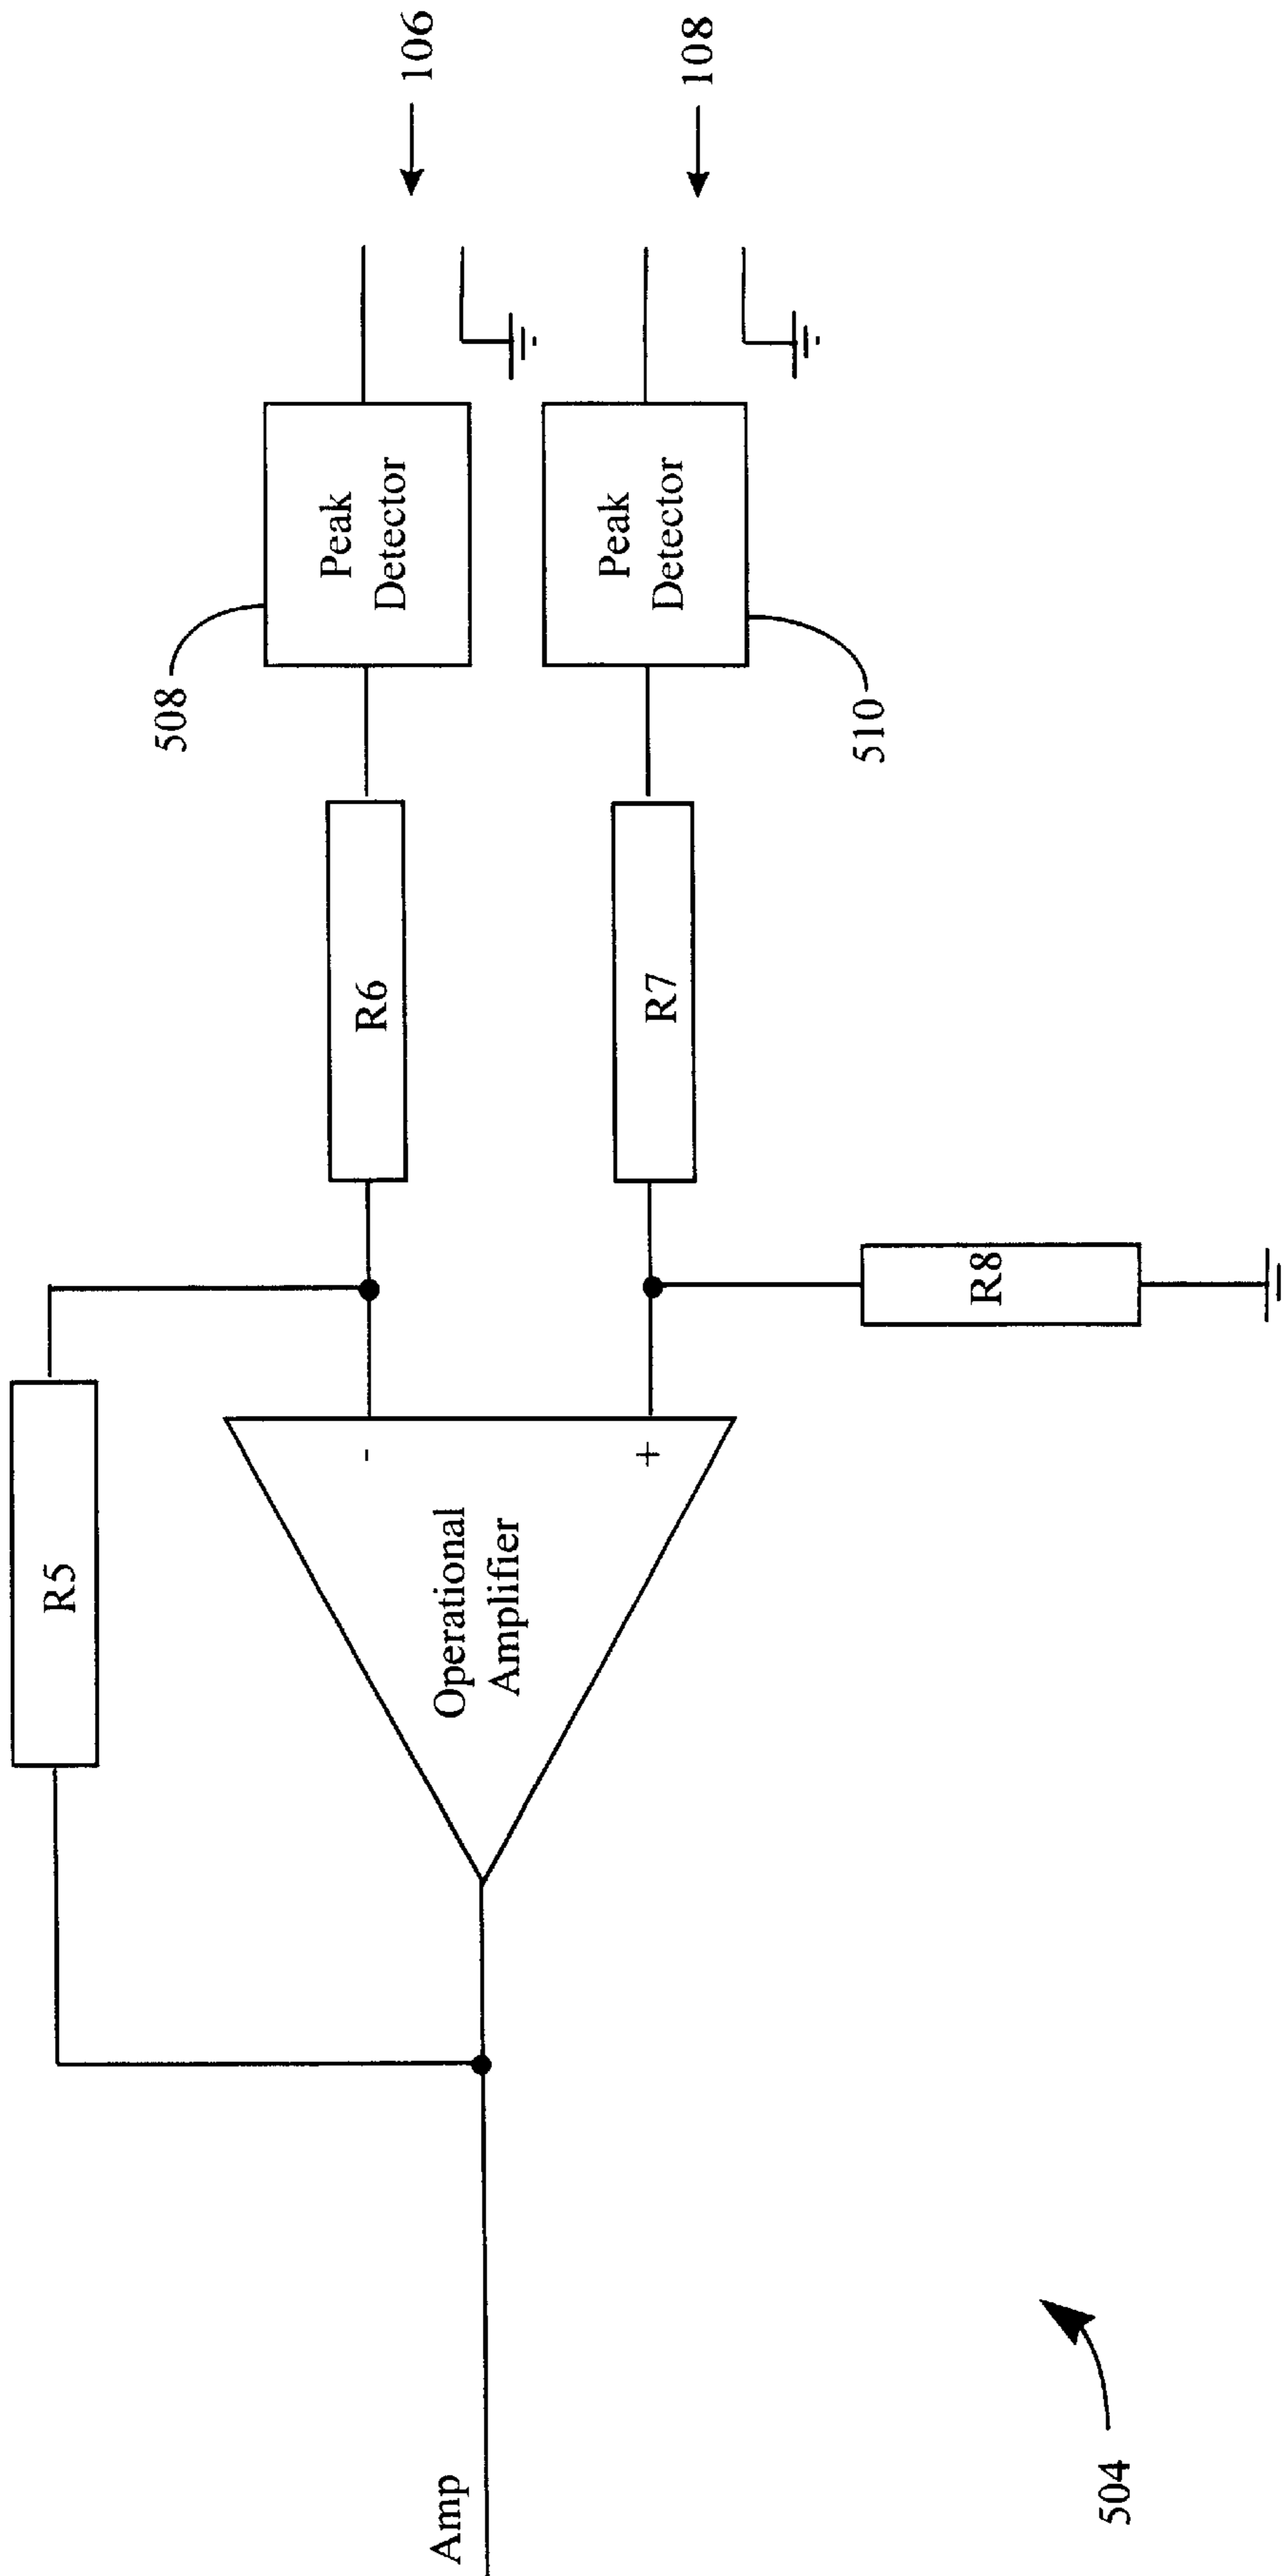 106
108
Peak
Detector
508
Peak
Detector
510
R6
R7
R8
R5
-
+
Operational
Amplifier
Amp
504